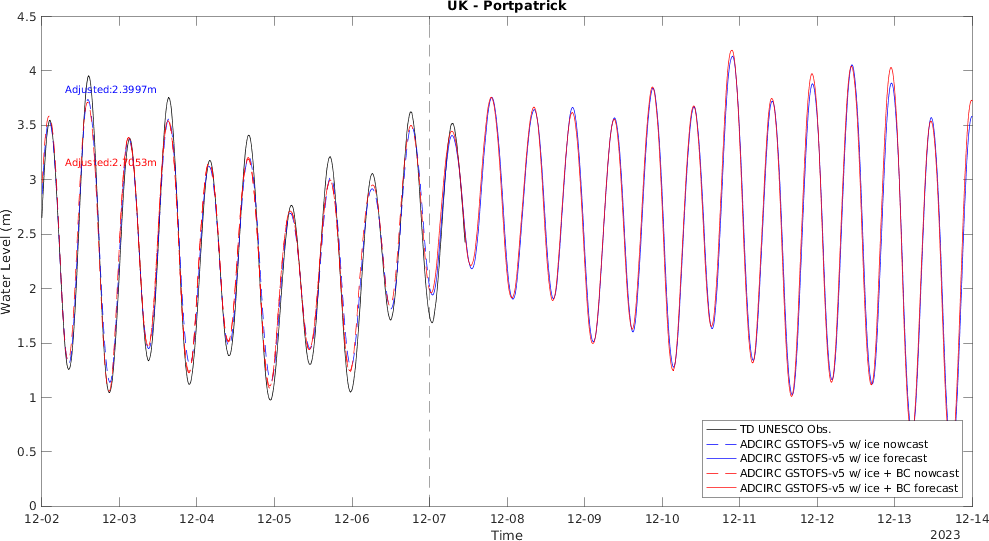 UK - Portpatrick
4.5
4
3.5
3
2.5
2
1.5
1
0.5
0
Water Level (m)
Adjusted:2.3997m
Adjusted:2.7053m
TD UNESCO Obs.
ADCIRC GSTOFS-v5 w/ ice nowcast
ADCIRC GSTOFS-v5 w/ ice forecast
ADCIRC GSTOFS-v5 w/ ice + BC nowcast
ADCIRC GSTOFS-v5 w/ ice + BC forecast
12-02 12-03 12-04 12-05 12-06 12-07 12-08 12-09 12-10 12-11 12-12 12-13 12-14
Time
2023